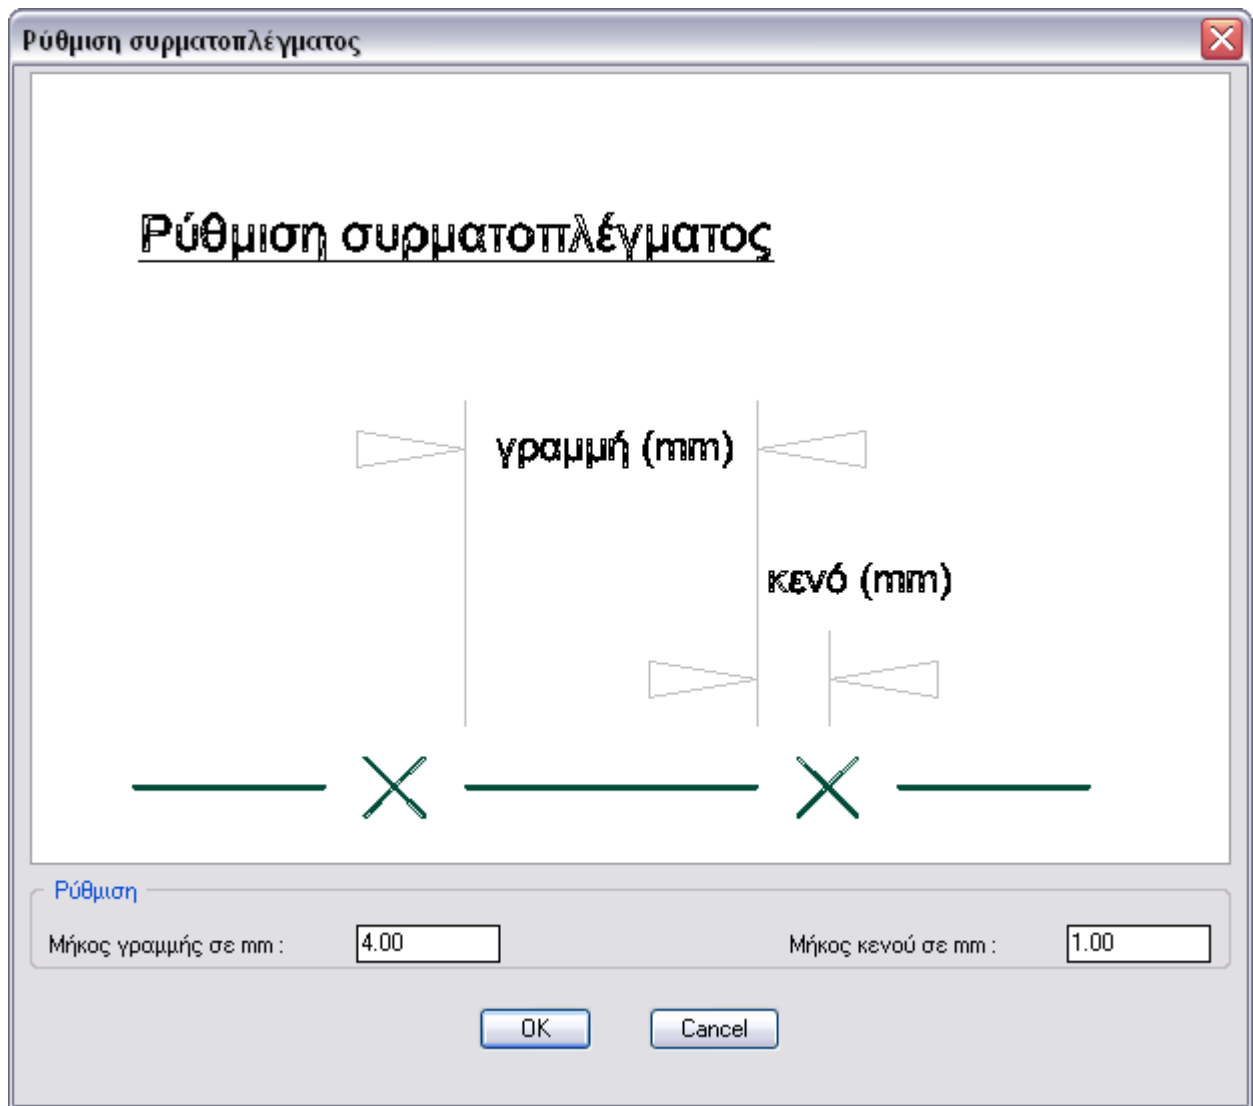 Ρύθμιση συρματοπλέγματος
Ρύθμιση συρματοπλέγματος
γραμμή (mm)
κενό (mm)
Ρύθμιση
Μήκος γραμμής σε mm : 4.00 Μήκος κενού σε mm : 1.00
OK Cancel